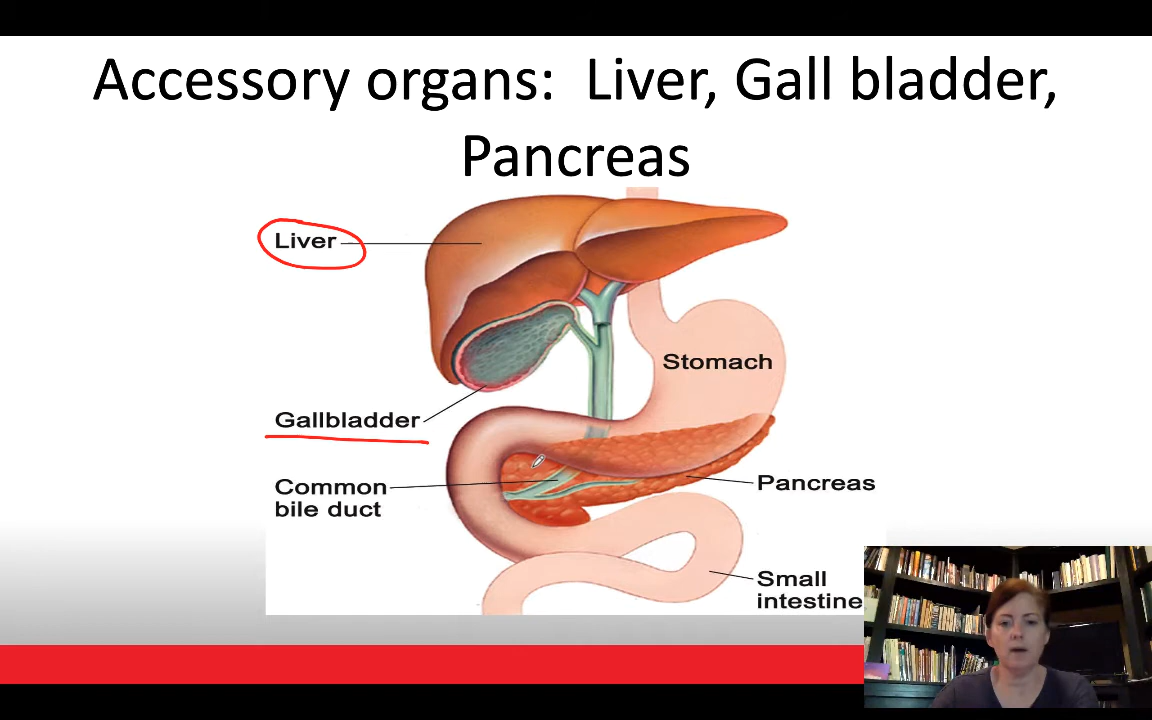 Accessory organs:  Liver, Gall bladder,
Pancreas
Liver
Stomach
Gallbladder
Common
bile duct
Pancreas
Small
intestine